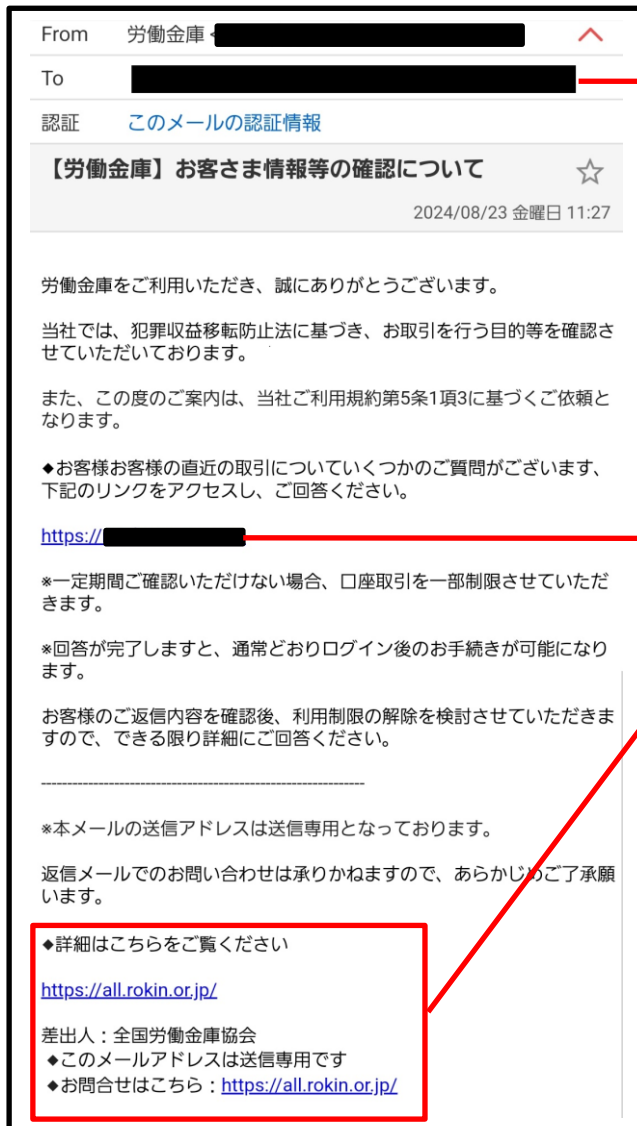 From 労働金庫 <
To
認証 このメールの認証情報
【労働金庫】お客さま情報等の確認について
2024/08/23 金曜日 11:27
労働金庫をご利用いただき、誠にありがとうございます。
当社では、犯罪収益移転防止法に基づき、お取引を行う目的等を確認さ
せていただいております。
また、この度のご案内は、当社ご利用規約第5条1項3に基づくご依頼と
なります。
◆お客様お客様の直近の取引についていくつかのご質問がございます、
下記のリンクをアクセスし、ご回答ください。
https://
※一定期間ご確認いただけない場合、口座取引を一部制限させていただ
きます。
※回答が完了しますと、通常どおりログイン後のお手続きが可能になり
ます。
お客様のご返信内容を確認後、利用制限の解除を検討させていただきま
すので、できる限り詳細にご回答ください。
※本メールの送信アドレスは送信専用となっております。
返信メールでのお問い合わせは承りかねますので、あらかじめご了承願
います。
◆詳細はこちらをご覧ください
https://all.rokin.or.jp/
差出人：全国労働金庫協会
◆このメールアドレスは送信専用です
◆お問合せはこちら：https://all.rokin.or.jp/